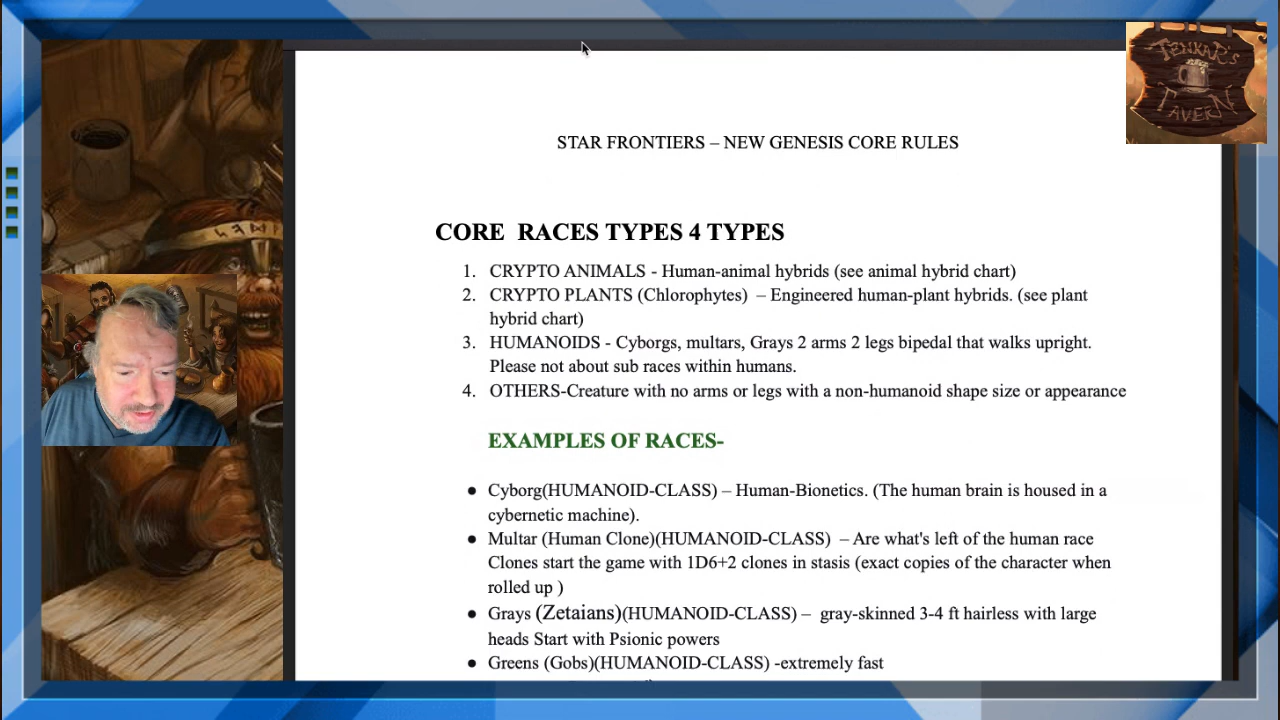 TENKAR'S
TAVERN
STAR FRONTIERS – NEW GENESIS CORE RULES
CORE RACES TYPES 4 TYPES
1. CRYPTO ANIMALS - Human-animal hybrids (see animal hybrid chart)
2. CRYPTO PLANTS (Chlorophytes) – Engineered human-plant hybrids. (see plant
hybrid chart)
3. HUMANOIDS - Cyborgs, multars, Grays 2 arms 2 legs bipedal that walks upright.
Please not about sub races within humans.
4. OTHERS-Creature with no arms or legs with a non-humanoid shape size or appearance
EXAMPLES OF RACES-
● Cyborg(HUMANOID-CLASS) – Human-Bionetics. (The human brain is housed in a
cybernetic machine).
● Multar (Human Clone)(HUMANOID-CLASS) – Are what's left of the human race
Clones start the game with 1D6+2 clones in stasis (exact copies of the character when
rolled up )
● Grays (Zetaians)(HUMANOID-CLASS) – gray-skinned 3-4 ft hairless with large
heads Start with Psionic powers
● Greens (Gobs)(HUMANOID-CLASS) -extremely fast